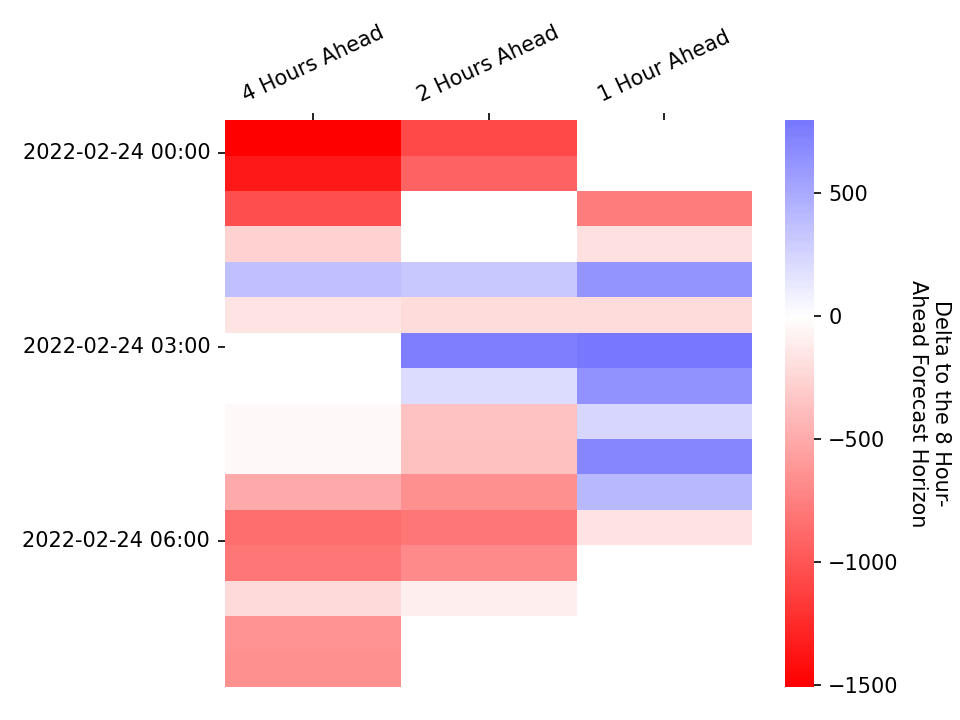 4 Hours Ahead
2 Hours Ahead
1 Hour Ahead
2022-02-24 00:00
2022-02-24 03:00
2022-02-24 06:00
500
0
−500
−1000
−1500
Delta to the 8 Hour-
Ahead Forecast Horizon